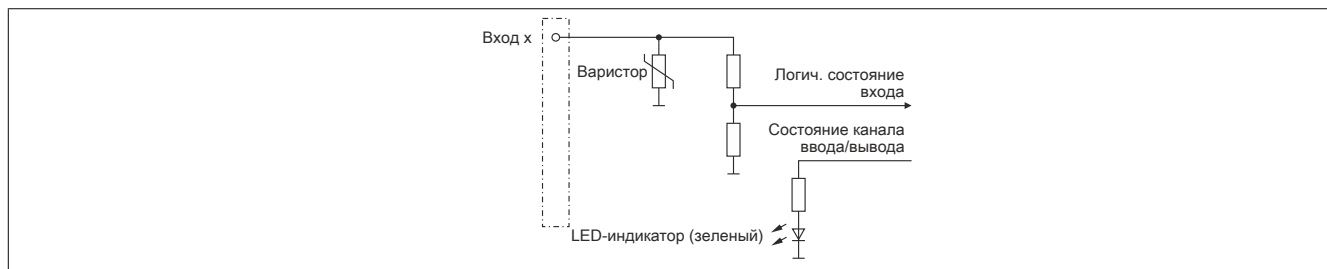 Вход x
Варистор
Логич. состояние
входа
Состояние канала
ввода/вывода
LED-индикатор (зеленый)